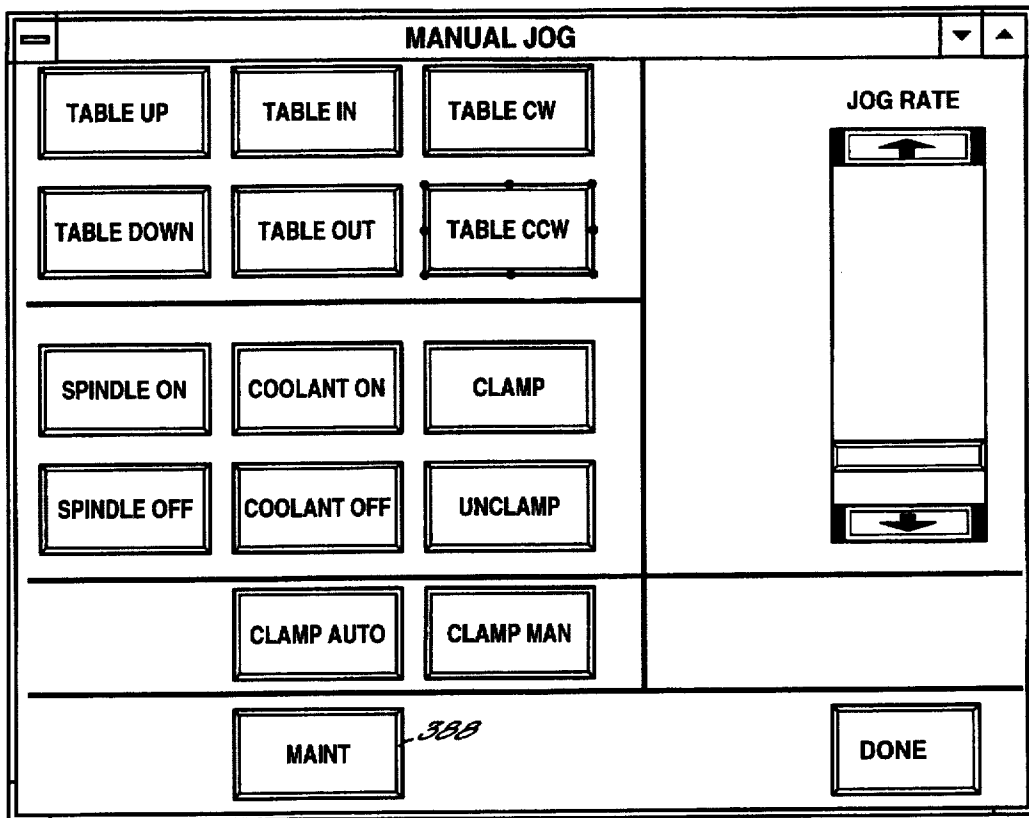 MANUAL JOG
TABLE UP
TABLE IN
TABLE CW
JOG RATE
TABLE DOWN
TABLE OUT
TABLE CCW
SPINDLE ON
COOLANT ON
CLAMP
SPINDLE OFF
COOLANT OFF
UNCLAMP
CLAMP AUTO
CLAMP MAN
MAINT
388
DONE